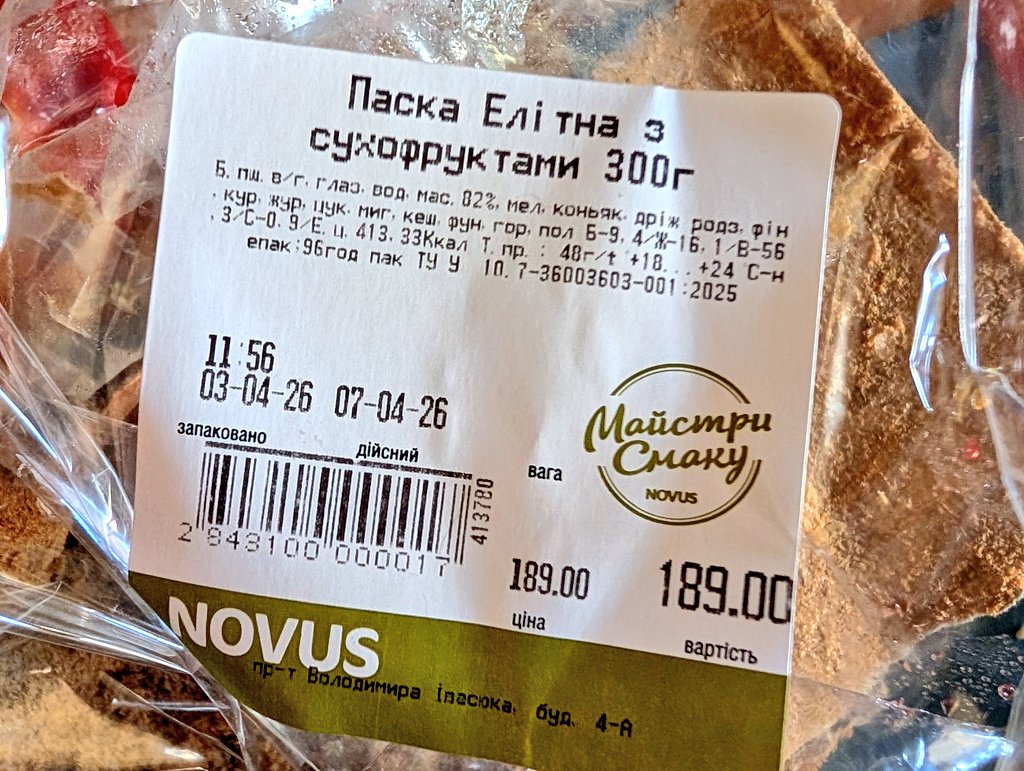 Паска Елітна з
сухофруктами 300г
Б. пш. в/г. глаз. вод. мас. 82%, мел. коньяк. дріж родз, фін
, кур, жур, цук. миг, кеш, фун, гор, пол Б-9, 4/Ж-16, 1/В-56
, 3/С-0, 9/Е. ц. 413, 33Ккал Т. пр. : 48г/t +18... +24 С-н
епак:96год пак ТУ У 10.7-36003603-001:2025
11:56
03-04-26 07-04-26
запаковано дійсний
вага
Майстри
Смаку
NOVUS
413780
2 843100 000017
189.00 189.00
ціна вартість
NOVUS
пр-т Володимира Івасюка, буд. 4-А